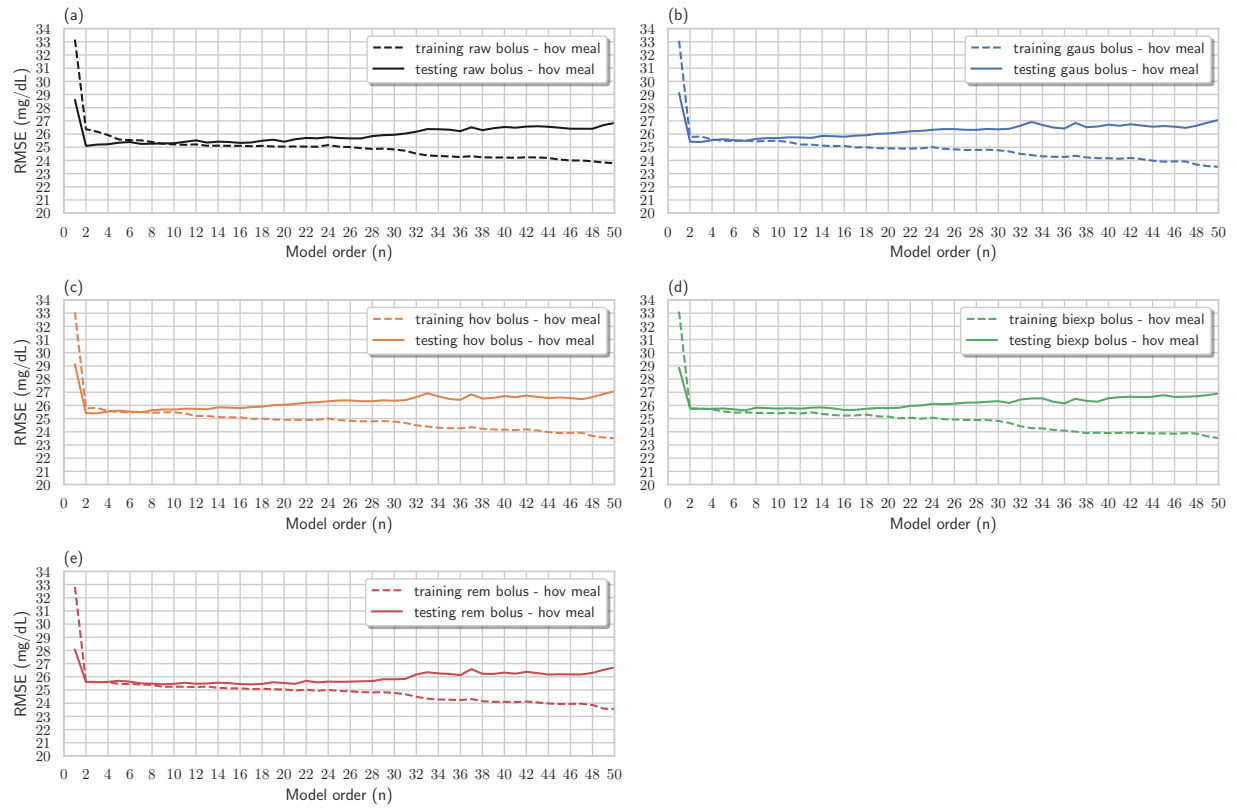 (a)
34
33
32
31
30
29
28
27
26
25
24
23
22
21
20
RMSE (mg/dL)
training raw bolus - hov meal
testing raw bolus - hov meal
0 2 4 6 8 10 12 14 16 18 20 22 24 26 28 30 32 34 36 38 40 42 44 46 48 50
Model order (n)
(b)
34
33
32
31
30
29
28
27
26
25
24
23
22
21
20
training gaus bolus - hov meal
testing gaus bolus - hov meal
0 2 4 6 8 10 12 14 16 18 20 22 24 26 28 30 32 34 36 38 40 42 44 46 48 50
Model order (n)
(c)
34
33
32
31
30
29
28
27
26
25
24
23
22
21
20
RMSE (mg/dL)
training hov bolus - hov meal
testing hov bolus - hov meal
0 2 4 6 8 10 12 14 16 18 20 22 24 26 28 30 32 34 36 38 40 42 44 46 48 50
Model order (n)
(d)
34
33
32
31
30
29
28
27
26
25
24
23
22
21
20
training biexp bolus - hov meal
testing biexp bolus - hov meal
0 2 4 6 8 10 12 14 16 18 20 22 24 26 28 30 32 34 36 38 40 42 44 46 48 50
Model order (n)
(e)
34
33
32
31
30
29
28
27
26
25
24
23
22
21
20
RMSE (mg/dL)
training rem bolus - hov meal
testing rem bolus - hov meal
0 2 4 6 8 10 12 14 16 18 20 22 24 26 28 30 32 34 36 38 40 42 44 46 48 50
Model order (n)